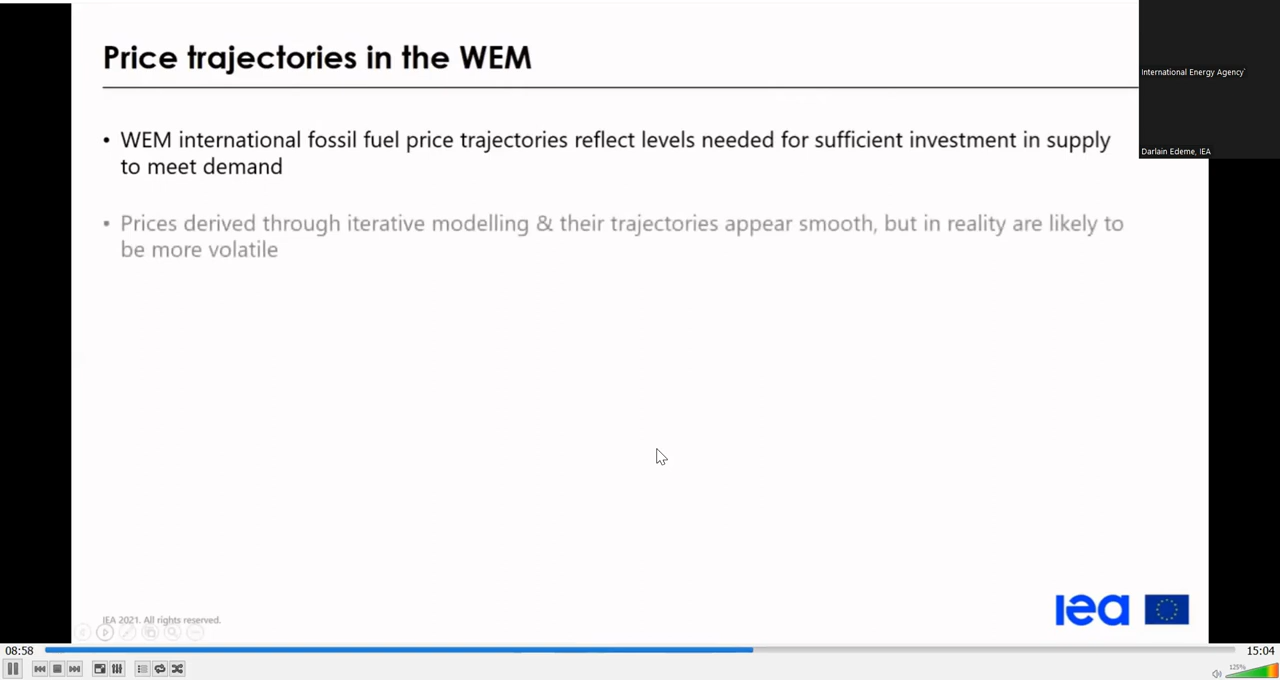 Price trajectories in the WEM
International Energy Agency'
Darlain Edeme, IEA
• WEM international fossil fuel price trajectories reflect levels needed for sufficient investment in supply
to meet demand
• Prices derived through iterative modelling & their trajectories appear smooth, but in reality are likely to
be more volatile
IEA 2021. All rights reserved.
iea
08:58
15:04
125%